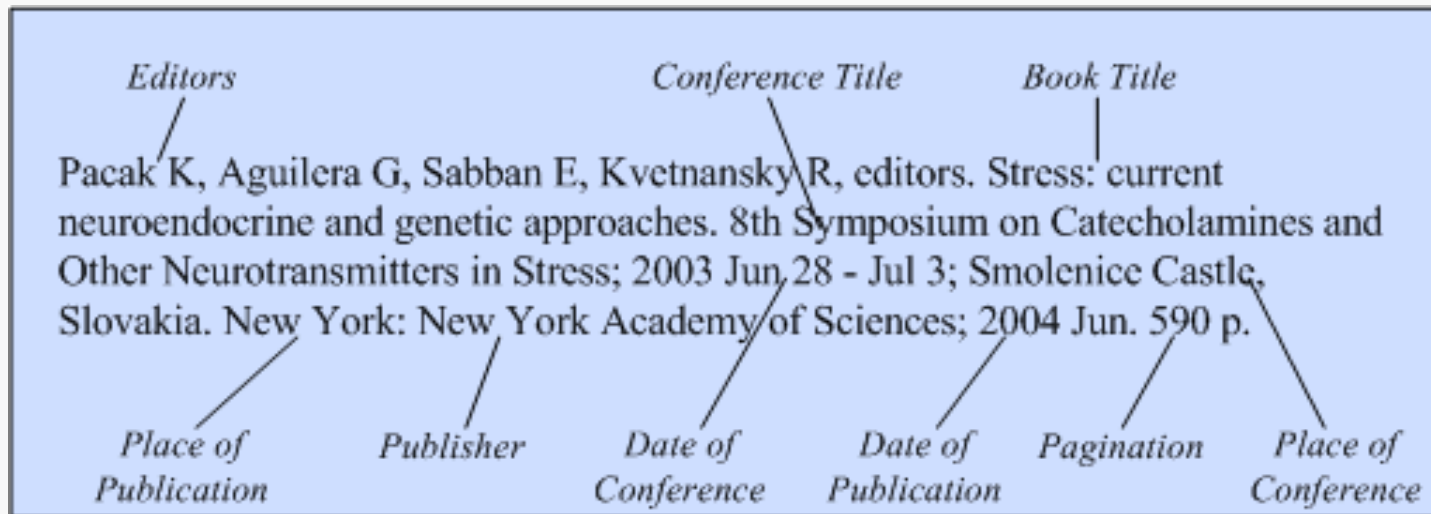 Editors Conference Title Book Title
Pacak K, Aguilera G, Sabban E, Kvetnansky R, editors. Stress: current
neuroendocrine and genetic approaches. 8th Symposium on Catecholamines and
Other Neurotransmitters in Stress; 2003 Jun 28 - Jul 3; Smolenice Castle,
Slovakia. New York: New York Academy of Sciences; 2004 Jun. 590 p.
Place of Publisher Date of Date of Pagination Place of
Publication Conference Publication Conference